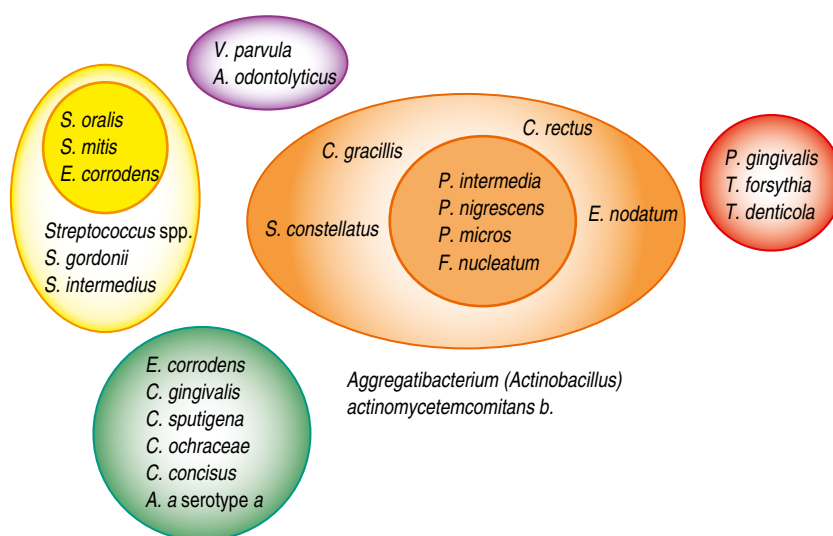 V. parvula
A. odontolyticus
S. oralis
S. mitis
E. corrodens
Streptococcus spp.
S. gordonii
S. intermedius
C. rectus
C. gracillis
P. intermedia
P. nigrescens
P. micros
F. nucleatum
S. constellatus
E. nodatum
P. gingivalis
T. forsythia
T. denticola
E. corrodens
C. gingivalis
C. sputigena
C. ochraceae
C. concisus
A. a serotype a
Aggregatibacterium (Actinobacillus)
actinomycetemcomitans b.